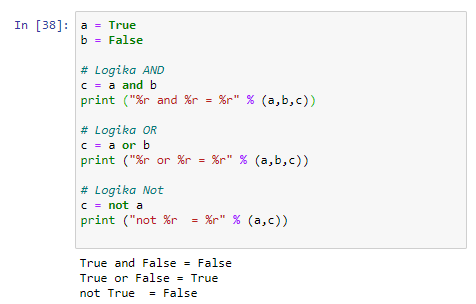 In [38]: a = True
b = False
# Logika AND
c = a and b
print ("%r and %r = %r" % (a,b,c))
# Logika OR
c = a or b
print ("%r or %r = %r" % (a,b,c))
# Logika Not
c = not a
print ("not %r  = %r" % (a,c))
True and False = False
True or False = True
not True  = False